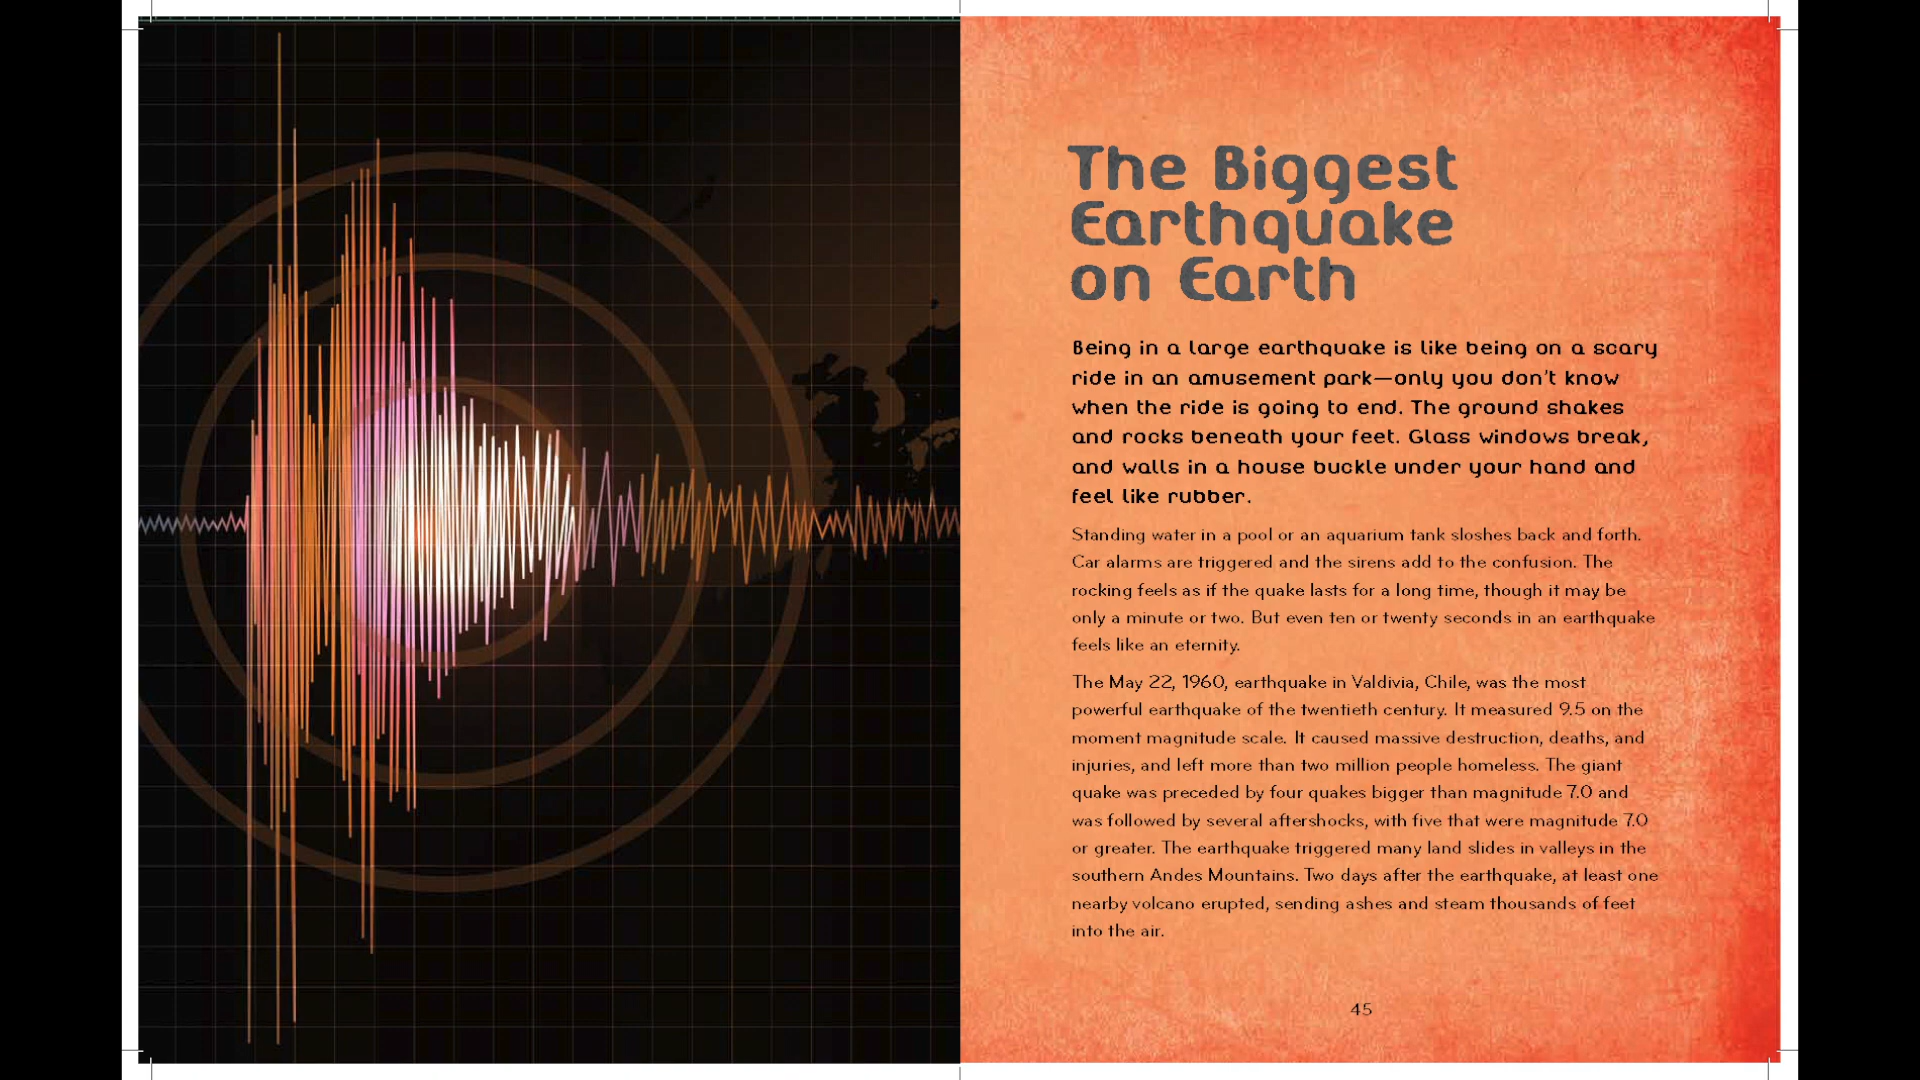 The Biggest
Earthquake
on Earth
Being in a large earthquake is like being on a scary
ride in an amusement park—only you don't know
when the ride is going to end. The ground shakes
and rocks beneath your feet. Glass windows break,
and walls in a house buckle under your hand and
feel like rubber.
Standing water in a pool or an aquarium tank sloshes back and forth.
Car alarms are triggered and the sirens add to the confusion. The
rocking feels as if the quake lasts for a long time, though it may be
only a minute or two. But even ten or twenty seconds in an earthquake
feels like an eternity.
The May 22, 1960, earthquake in Valdivia, Chile, was the most
powerful earthquake of the twentieth century. It measured 9.5 on the
moment magnitude scale. It caused massive destruction, deaths, and
injuries, and left more than two million people homeless. The giant
quake was preceded by four quakes bigger than magnitude 7.0 and
was followed by several aftershocks, with five that were magnitude 7.0
or greater. The earthquake triggered many land slides in valleys in the
southern Andes Mountains. Two days after the earthquake, at least one
nearby volcano erupted, sending ashes and steam thousands of feet
into the air.
45